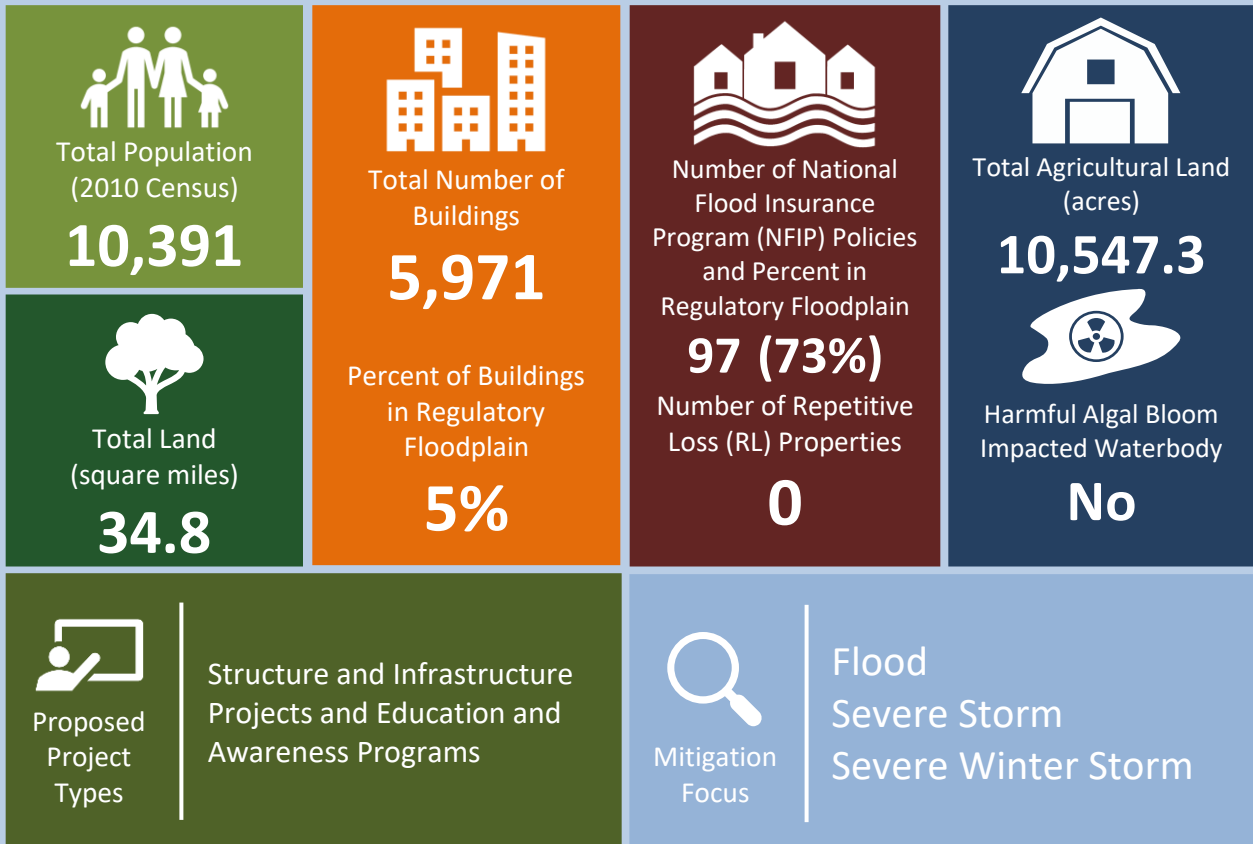 Total Population
(2010 Census)
10,391
Total Land
(square miles)
34.8
Total Number of
Buildings
5,971
Percent of Buildings
in Regulatory
Floodplain
5%
Number of National
Flood Insurance
Program (NFIP) Policies
and Percent in
Regulatory Floodplain
97 (73%)
Number of Repetitive
Loss (RL) Properties
0
Total Agricultural Land
(acres)
10,547.3
Harmful Algal Bloom
Impacted Waterbody
No
Proposed
Project
Types
Structure and Infrastructure
Projects and Education and
Awareness Programs
Mitigation
Focus
Flood
Severe Storm
Severe Winter Storm